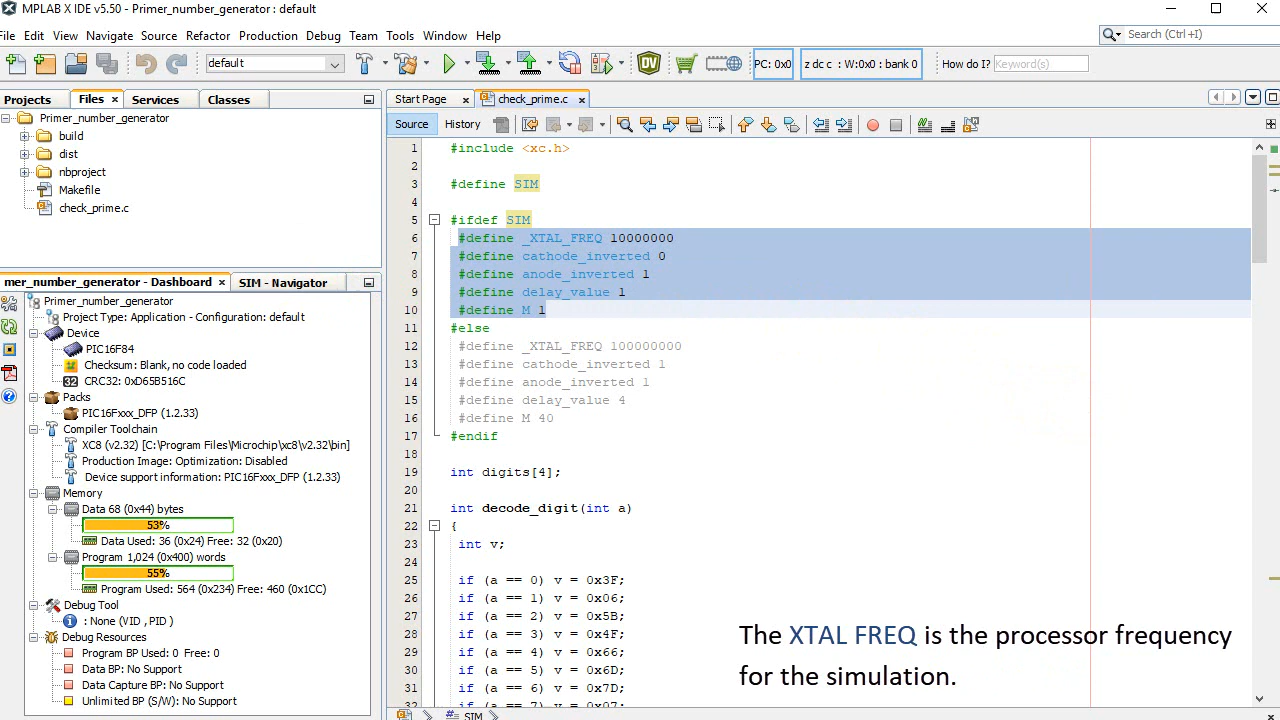 MPLAB X IDE v5.50 - Primer_number_generator : default
File Edit View Navigate Source Refactor Production Debug Team Tools Window Help
Search (Ctrl+I)
default
PC: 0x0
z dc c : W:0x0 : bank 0
How do I? Keyword(s)
Projects Files Services Classes
Primer_number_generator
build
dist
nbproject
Makefile
check_prime.c
mer_number_generator - Dashboard
SIM - Navigator
Primer_number_generator
Project Type: Application - Configuration: default
Device
PIC16F84
Checksum: Blank, no code loaded
32 CRC32: 0xD65B516C
Packs
PIC16Fxxx_DFP (1.2.33)
Compiler Toolchain
XC8 (v2.32) [C:\Program Files\Microchip\xc8\v2.32\bin]
Production Image: Optimization: Disabled
Device support information: PIC16Fxxx_DFP (1.2.33)
Memory
Data 68 (0x44) bytes
53%
Data Used: 36 (0x24) Free: 32 (0x20)
Program 1,024 (0x400) words
55%
Program Used: 564 (0x234) Free: 460 (0x1CC)
Debug Tool
: None (VID , PID )
Debug Resources
Program BP Used: 0 Free: 0
Data BP: No Support
Data Capture BP: No Support
Unlimited BP (S/W): No Support
Start Page
check_prime.c
Source History
1 #include <xc.h>
2
3 #define SIM
4
5 #ifdef SIM
6 #define _XTAL_FREQ 10000000
7 #define cathode_inverted 0
8 #define anode_inverted 1
9 #define delay_value 1
10 #define M 1
11 #else
12 #define _XTAL_FREQ 100000000
13 #define cathode_inverted 1
14 #define anode_inverted 1
15 #define delay_value 4
16 #define M 40
17 #endif
18
19 int digits[4];
20
21 int decode_digit(int a)
22 {
23 int v;
24
25 if (a == 0) v = 0x3F;
26 if (a == 1) v = 0x06;
27 if (a == 2) v = 0x5B;
28 if (a == 3) v = 0x4F;
29 if (a == 4) v = 0x66;
30 if (a == 5) v = 0x6D;
31 if (a == 6) v = 0x7D;
32 if (a == 7) v = 0x07;
SIM
The XTAL FREQ is the processor frequency
for the simulation.